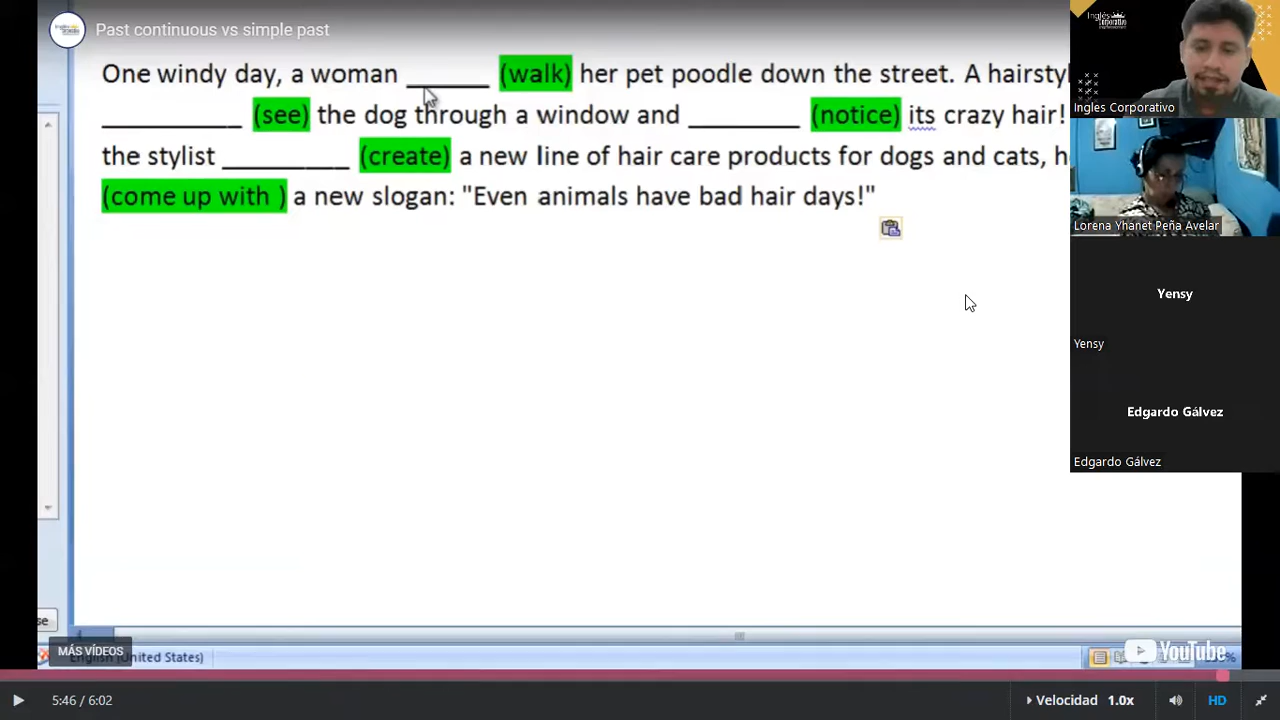 Past continuous vs simple past
One windy day, a woman ______ (walk) her pet poodle down the street. A hairstyl
__________ (see) the dog through a window and ________ (notice) its crazy hair!
the stylist _________ (create) a new line of hair care products for dogs and cats, h
(come up with ) a new slogan: "Even animals have bad hair days!"
Inglés
Corporativo
Ingles Corporativo
Lorena Yhanet Peña Avelar
Yensy
Yensy
Edgardo Gálvez
Edgardo Gálvez
se
MÁS VÍDEOS
English (United States)
YouTube
5:46 / 6:02
Velocidad 1.0x
HD